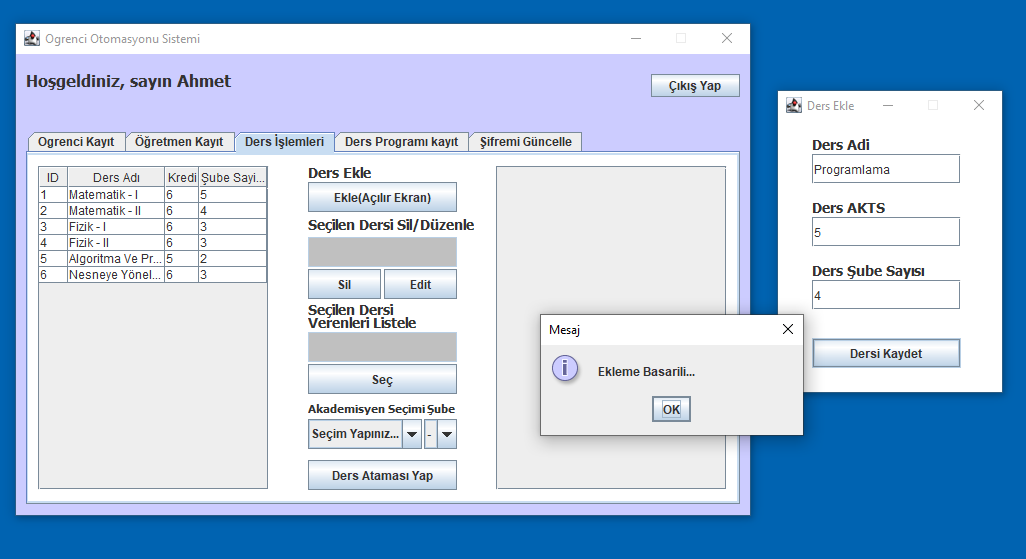 Ogrenci Otomasyonu Sistemi
Hoşgeldiniz, sayın Ahmet
Çıkış Yap
Ogrenci Kayıt
Öğretmen Kayıt
Ders İşlemleri
Ders Programı kayıt
Şifremi Güncelle
ID Ders Adı Kredi Şube Sayi...
1 Matematik - I 6 5
2 Matematik - II 6 4
3 Fizik - I 6 3
4 Fizik - II 6 3
5 Algoritma Ve Pr... 5 2
6 Nesneye Yönel... 6 3
Ders Ekle
Ekle(Açılır Ekran)
Seçilen Dersi Sil/Düzenle
Sil
Edit
Seçilen Dersi
Verenleri Listele
Seç
Akademisyen Seçimi Şube
Seçim Yapınız... -
Ders Ataması Yap
Mesaj
Ekleme Basarili...
OK
Ders Ekle
Ders Adi
Programlama
Ders AKTS
5
Ders Şube Sayısı
4
Dersi Kaydet